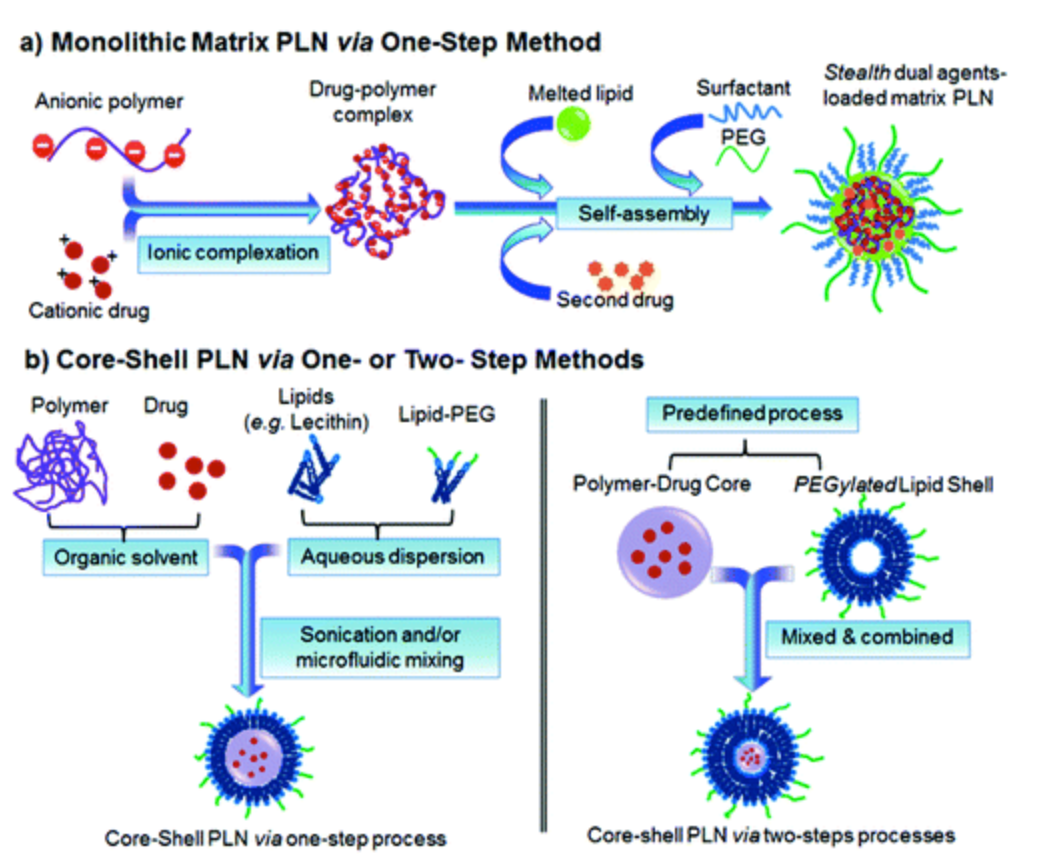 a) Monolithic Matrix PLN via One-Step Method
Anionic polymer
Drug-polymer
complex
Melted lipid
Surfactant
PEG
Stealth dual agents-
loaded matrix PLN
Self-assembly
Ionic complexation
+
+
+
+
Cationic drug
Second drug
b) Core-Shell PLN via One- or Two- Step Methods
Polymer
Drug
Lipids
(e.g. Lecithin)
Lipid-PEG
Organic solvent
Aqueous dispersion
Sonication and/or
microfluidic mixing
Core-Shell PLN via one-step process
Predefined process
Polymer-Drug Core
PEGylated Lipid Shell
Mixed & combined
Core-shell PLN via two-steps processes